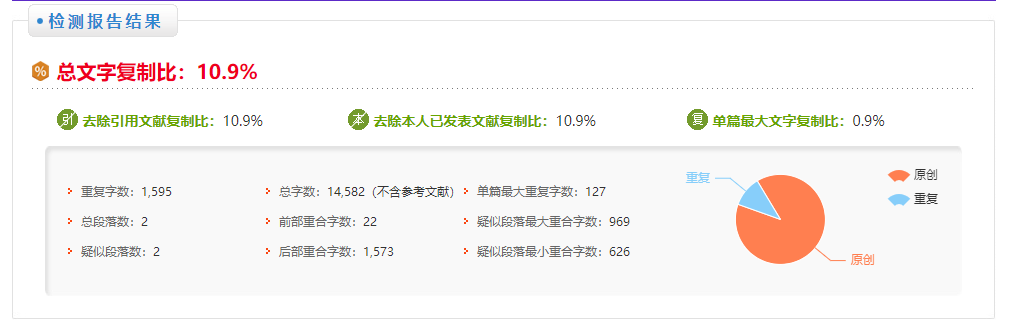 检测报告结果
% 总文字复制比：10.9%
引 去除引用文献复制比：10.9% 本 去除本人已发表文献复制比：10.9% 复 单篇最大文字复制比：0.9%
重复字数：1,595 总字数：14,582（不含参考文献） 单篇最大重复字数：127
总段落数：2 前部重合字数：22 疑似段落最大重合字数：969
疑似段落数：2 后部重合字数：1,573 疑似段落最小重合字数：626
重复
原创
原创
重复